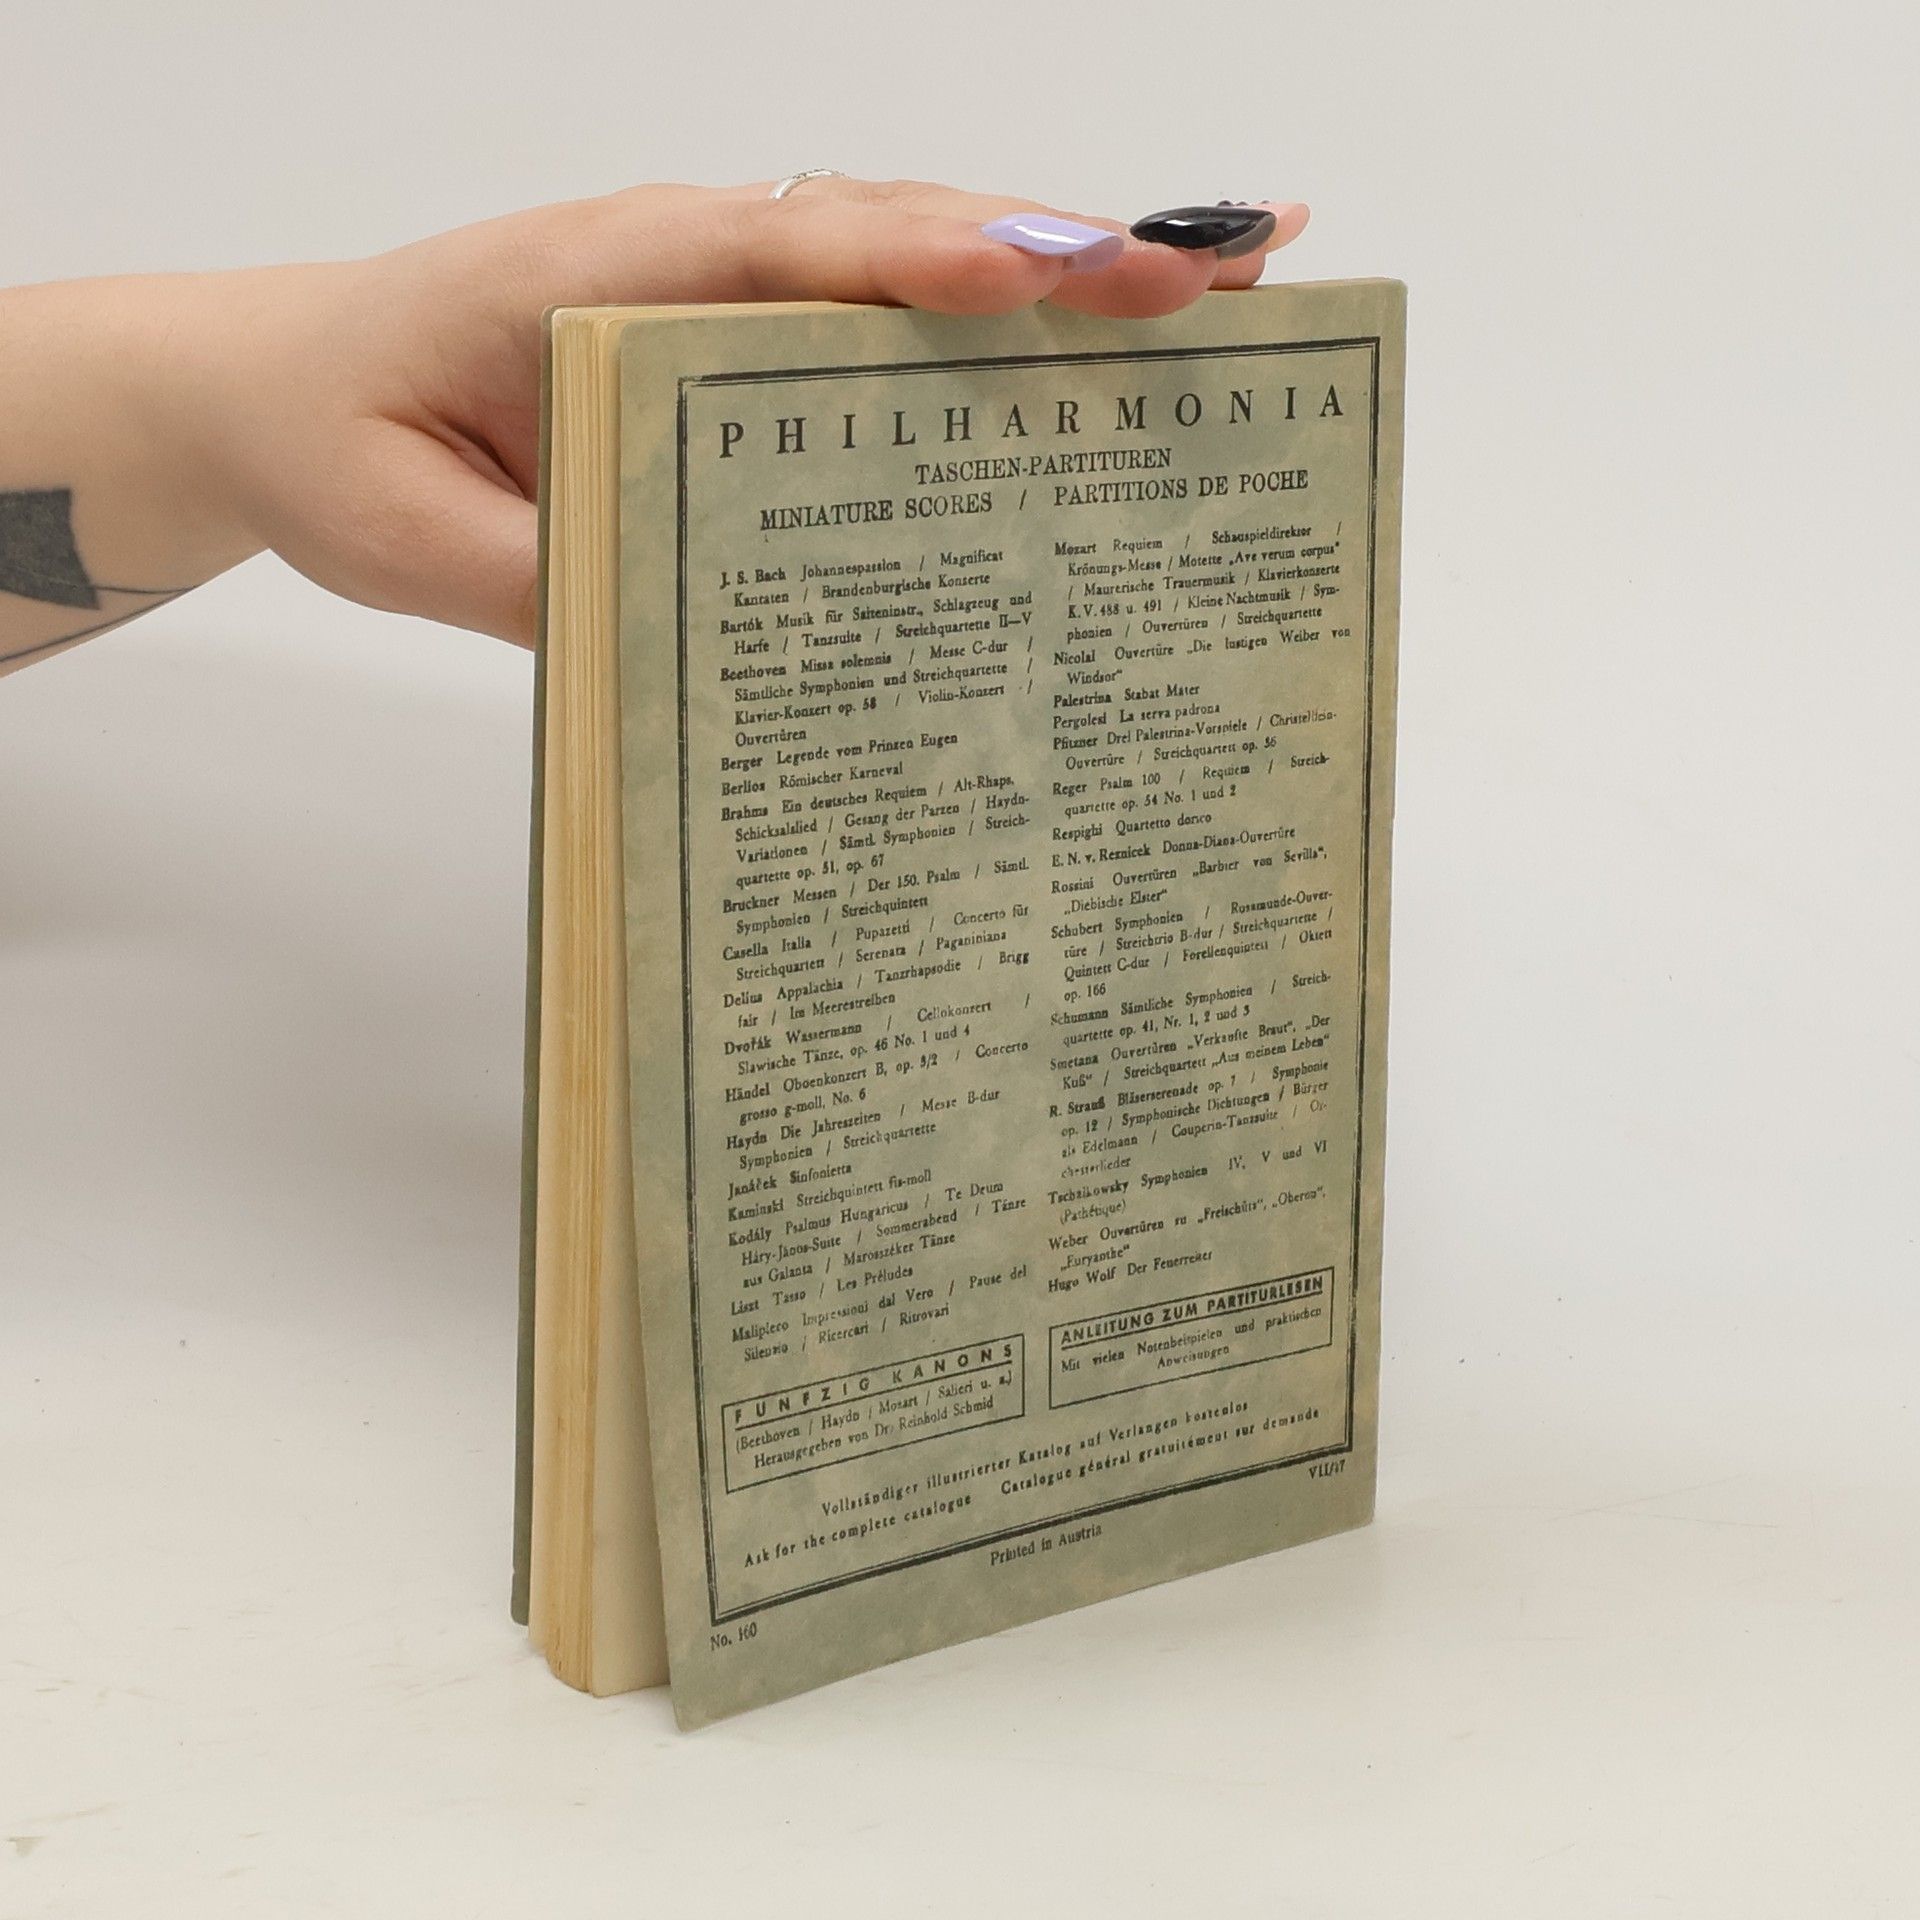 PHILHARMONIA
TASCHEN-PARTITUREN
MINIATURE SCORES / PARTITIONS DE POCHE
J. S. Bach Johannespassion / Magnificat
Kantaten / Brandenburgische Konzerte
Bartók Musik für Saiteninstr., Schlagzeug und
Harfe / Tanzsuite / Streichquartette II—V
Beethoven Missa solemnis / Messe C-dur /
Sämtliche Symphonien und Streichquartette /
Klavier-Konzert op. 58 / Violin-Konzert /
Ouvertüren
Berger Legende vom Prinzen Eugen
Berlioz Römischer Karneval
Brahms Ein deutsches Requiem / Alt-Rhaps.
Schicksalslied / Gesang der Parzen / Haydn-
Variationen / Sämtl. Symphonien / Streich-
quartette op. 51, op. 67
Bruckner Messen / Der 150. Psalm / Sämtl.
Symphonien / Streichquintett
Casella Italia / Pupazetti / Concerto für
Streichquartett / Serenata / Paganiniana
Delius Appalachia / Tanzrhapsodie / Brigg
fair / Im Meerestreiben
Dvořák Wassermann / Cellokonzert /
Slawische Tänze, op. 46 No. 1 und 4
Händel Oboenkonzert B, op. 3/2 / Concerto
grosso g-moll, No. 6
Haydn Die Jahreszeiten / Messe B-dur
Symphonien / Streichquartette
Janáček Sinfonietta
Kaminski Streichquintett fis-moll
Kodály Psalmus Hungaricus / Te Deum
Háry-János-Suite / Sommerabend / Tänze
aus Galanta / Marosszéker Tänze
Liszt Tasso / Les Préludes
Malipiero Impressioni dal Vero / Pause del
Silenzio / Ricercari / Ritrovari
FUNFZIG KANONS
(Beethoven / Haydn / Mozart / Salieri u. a.)
Herausgegeben von Dr. Reinhold Schmid
Mozart Requiem / Schauspieldirektor /
Krönungs-Messe / Motette „Ave verum corpus"
/ Maurerische Trauermusik / Klavierkonzerte
K. V. 488 u. 491 / Kleine Nachtmusik / Sym-
phonien / Ouvertüren / Streichquartette
Nicolai Ouvertüre „Die lustigen Weiber von
Windsor"
Palestrina Stabat Mater
Pergolesi La serva padrona
Pfitzner Drei Palestrina-Vorspiele / Christelflein-
Ouvertüre / Streichquartett op. 36
Reger Psalm 100 / Requiem / Streich-
quartette op. 54 No. 1 und 2
Respighi Quartetto dorico
E. N. v. Reznicek Donna-Diana-Ouvertüre
Rossini Ouvertüren „Barbier von Sevilla",
„Diebische Elster"
Schubert Symphonien / Rosamunde-Ouver-
türe / Streichtrio B-dur / Streichquartette /
Quintett C-dur / Forellenquintett / Oktett
op. 166
Schumann Sämtliche Symphonien / Streich-
quartette op. 41, Nr. 1, 2 und 3
Smetana Ouvertüren „Verkaufte Braut", „Der
Kuß" / Streichquartett „Aus meinem Leben"
R. Strauß Bläserserenade op. 7 / Symphonie
op. 12 / Symphonische Dichtungen / Bürger
als Edelmann / Couperin-Tanzsuite / Or-
chesterlieder
Tschaikowsky Symphonien IV, V und VI
(Pathétique)
Weber Ouvertüren zu „Freischütz", „Oberon",
„Euryanthe"
Hugo Wolf Der Feuerreiter
ANLEITUNG ZUM PARTITURLESEN
Mit vielen Notenbeispielen und praktischen
Anweisungen
Vollständiger illustrierter Katalog auf Verlangen kostenlos
Ask for the complete catalogue Catalogue général gratuitement sur demande
VII/47
Printed in Austria
No. 160